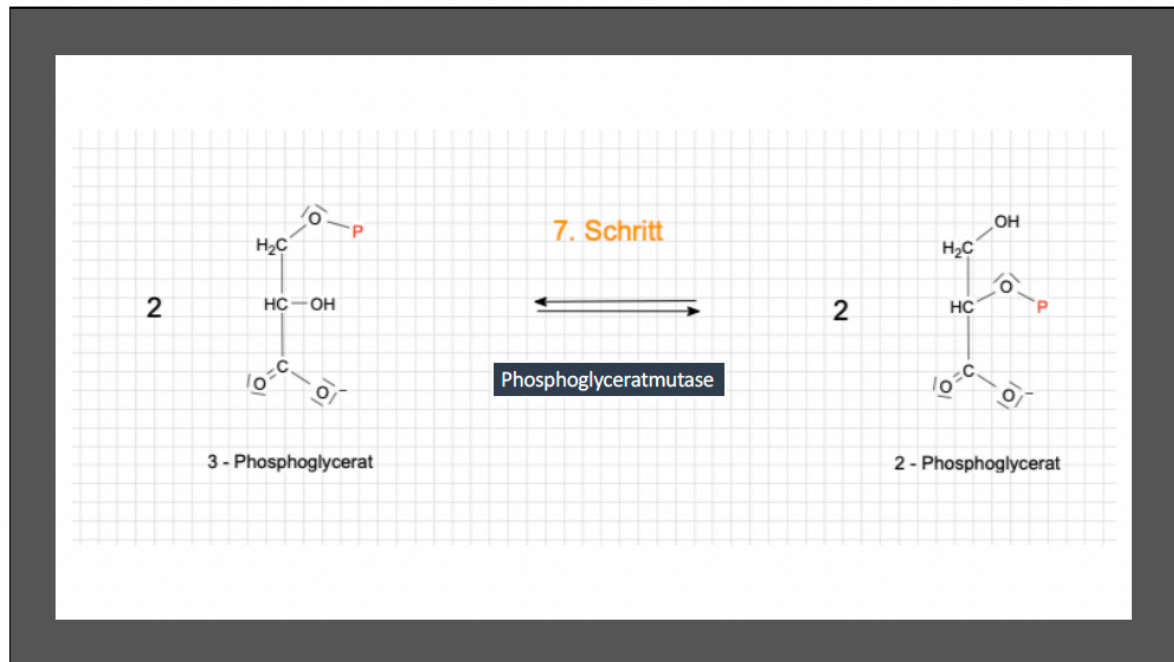 O
P
H₂C
HC—OH
C
O
O⁻
2
3 - Phosphoglycerat
7. Schritt
Phosphoglyceratmutase
2
OH
H₂C
O
HC
P
C
O
O⁻
2 - Phosphoglycerat